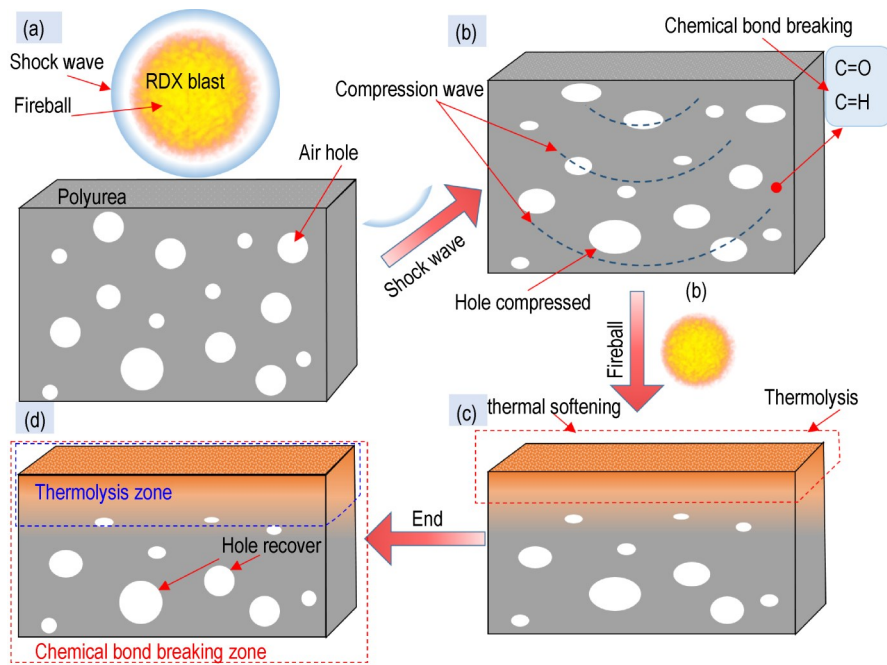 (a)
Shock wave
RDX blast
Fireball
Air hole
Polyurea
Shock wave
(b)
Chemical bond breaking
C=O
C=H
Compression wave
Hole compressed
(b)
Fireball
(c)
thermal softening
Thermolysis
(d)
Thermolysis zone
End
Hole recover
Chemical bond breaking zone